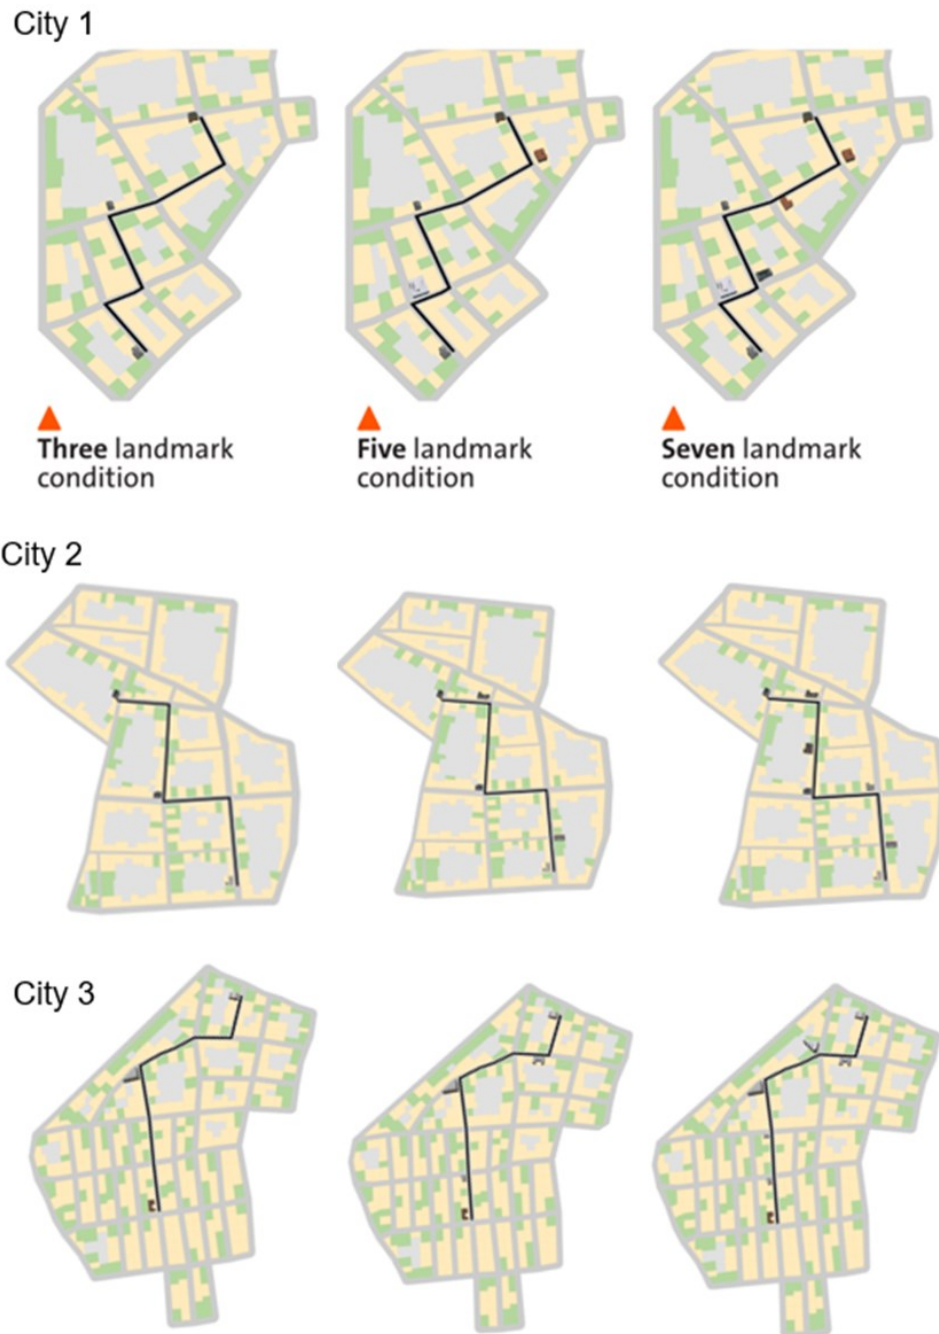 City 1
Three landmark
condition
Five landmark
condition
Seven landmark
condition
City 2
City 3